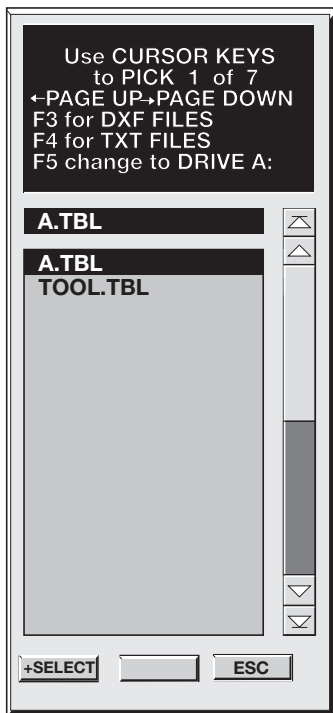 Use CURSOR KEYS
to PICK 1 of 7
←PAGE UP→PAGE DOWN
F3 for DXF FILES
F4 for TXT FILES
F5 change to DRIVE A:
A.TBL
A.TBL
TOOL.TBL
+SELECT ESC